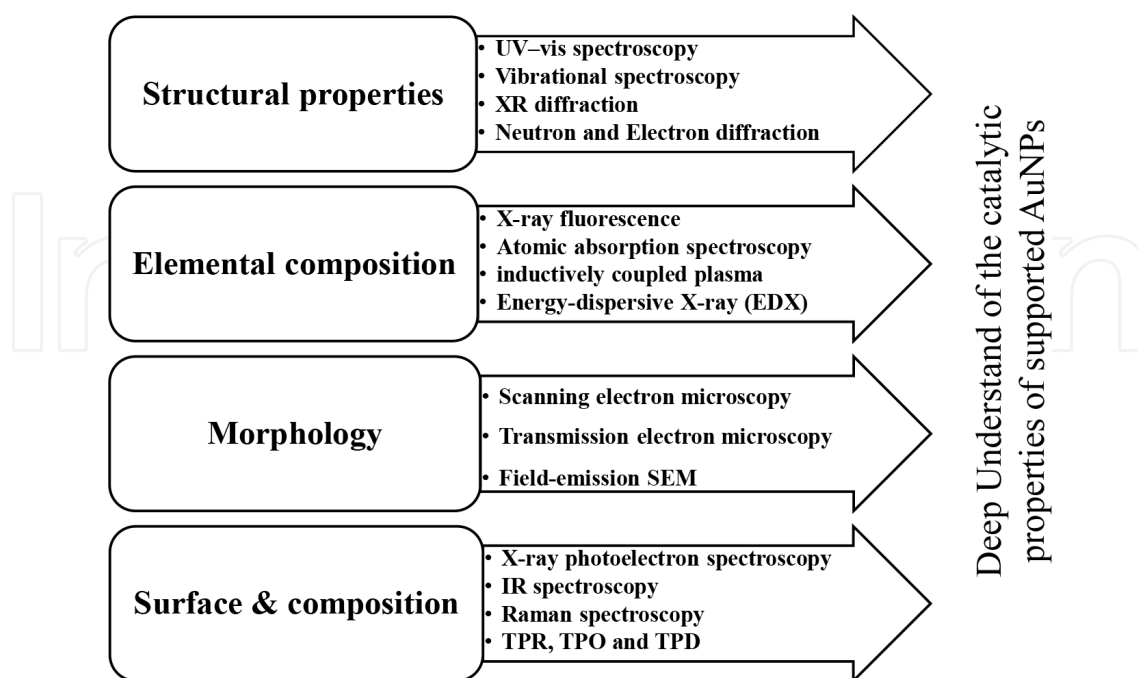 Structural properties
• UV–vis spectroscopy
• Vibrational spectroscopy
• XR diffraction
• Neutron and Electron diffraction
Elemental composition
• X-ray fluorescence
• Atomic absorption spectroscopy
• inductively coupled plasma
• Energy-dispersive X-ray (EDX)
Morphology
• Scanning electron microscopy
• Transmission electron microscopy
• Field-emission SEM
Surface & composition
• X-ray photoelectron spectroscopy
• IR spectroscopy
• Raman spectroscopy
• TPR, TPO and TPD
Deep Understand of the catalytic
properties of supported AuNPs